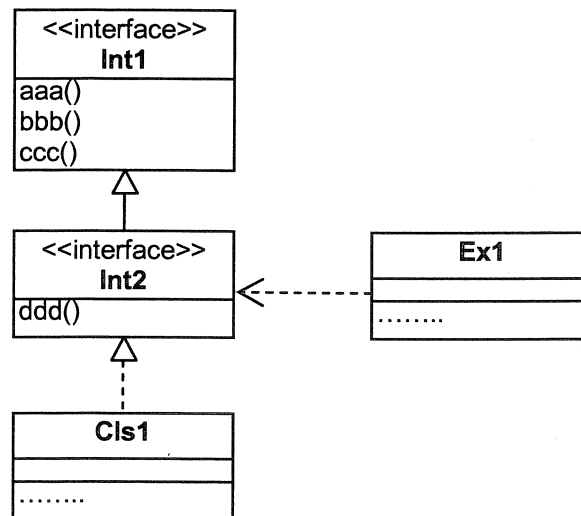 <<interface>>
Int1
aaa()
bbb()
ccc()
<<interface>>
Int2
ddd()
Ex1
........
Cls1
........